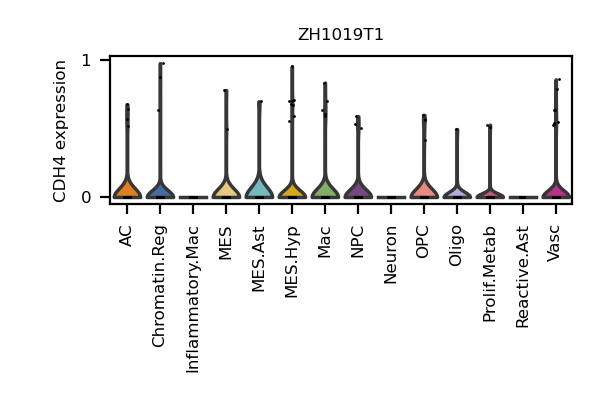 ZH1019T1
CDH4 expression
1
0
AC
Chromatin.Reg
Inflammatory.Mac
MES
MES.Ast
MES.Hyp
Mac
NPC
Neuron
OPC
Oligo
Prolif.Metab
Reactive.Ast
Vasc